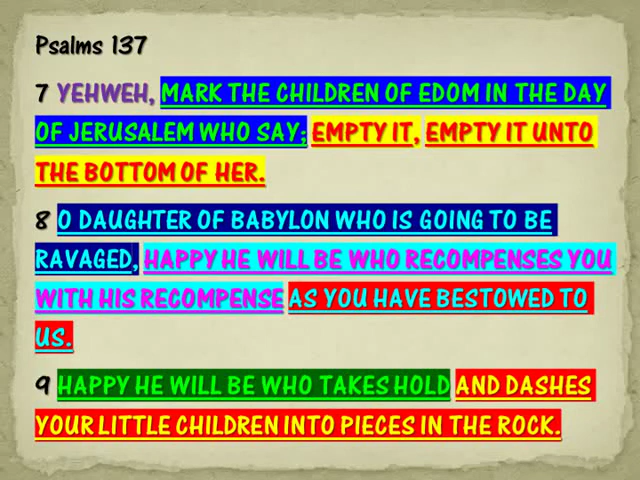 Psalms 137
7 YEHWEH, MARK THE CHILDREN OF EDOM IN THE DAY
OF JERUSALEM WHO SAY; EMPTY IT, EMPTY IT UNTO
THE BOTTOM OF HER.
8 O DAUGHTER OF BABYLON WHO IS GOING TO BE
RAVAGED, HAPPY HE WILL BE WHO RECOMPENSES YOU
WITH HIS RECOMPENSE AS YOU HAVE BESTOWED TO
US.
9 HAPPY HE WILL BE WHO TAKES HOLD AND DASHES
YOUR LITTLE CHILDREN INTO PIECES IN THE ROCK.